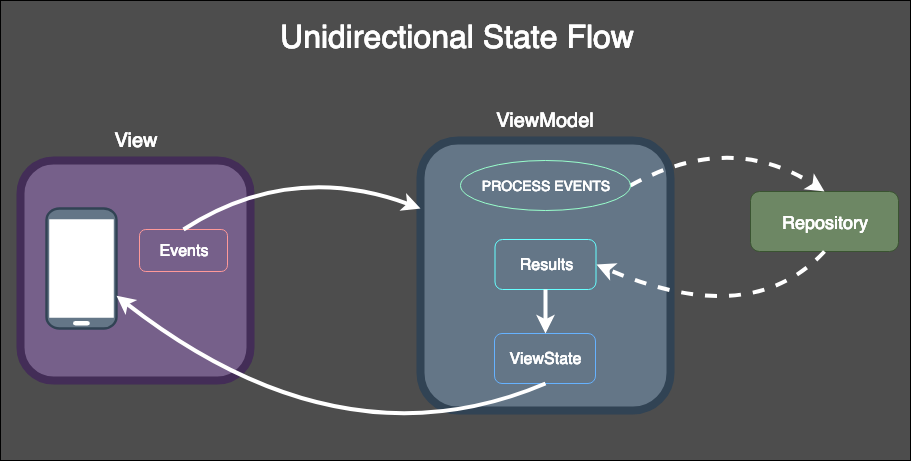 Unidirectional State Flow
View
ViewModel
PROCESS EVENTS
Events
Repository
Results
ViewState